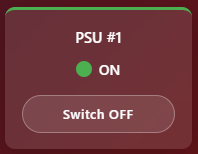 PSU #1
ON
Switch OFF